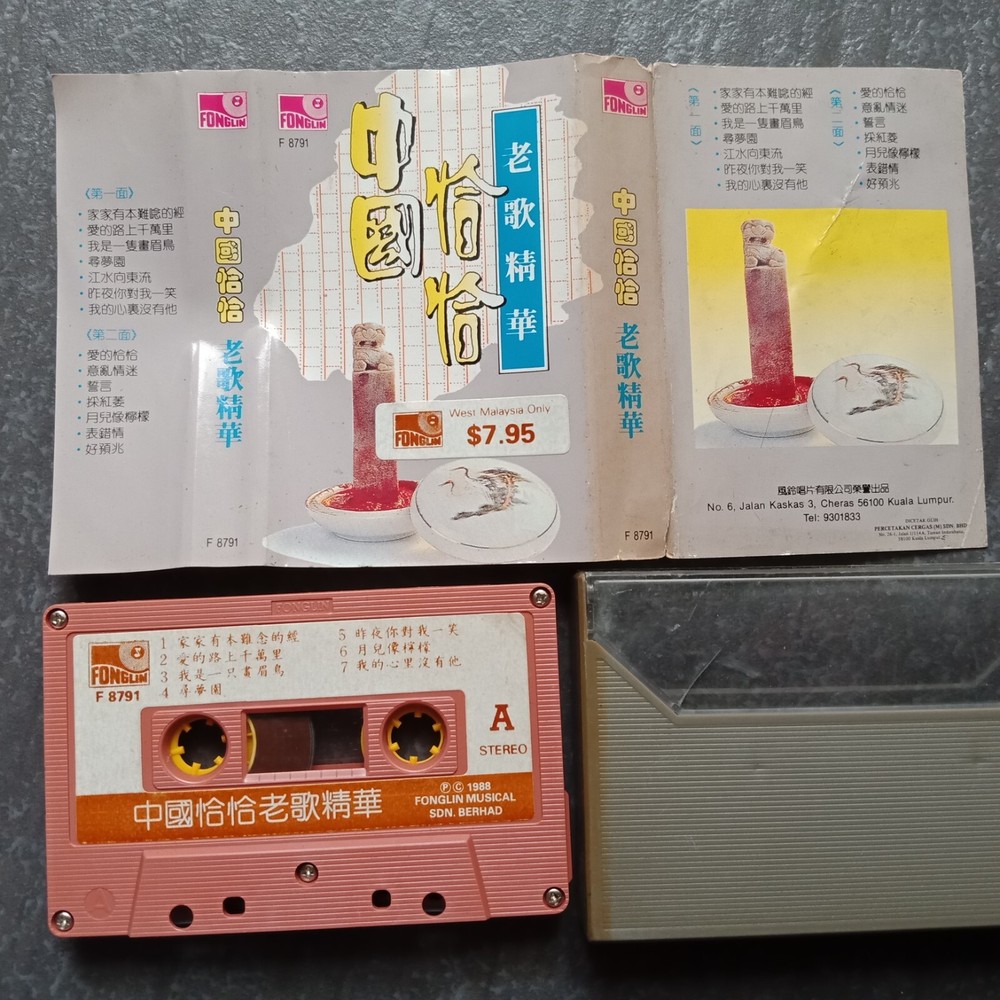 FONGLIN
《第一面》
・家家有本難唸的經
・愛的路上千萬里
・我是一隻畫眉鳥
・尋夢園
・江水向東流
・昨夜你對我一笑
・我的心裏沒有他
《第二面》
・愛的恰恰
・意亂情迷
・誓言
・採紅菱
・月兒像檸檬
・表錯情
・好預兆
中國恰恰 老歌精華
F 8791
FONGLIN
F 8791
中國恰恰
老歌精華
FONGLIN
West Malaysia Only
$7.95
FONGLIN
中國恰恰 老歌精華
F 8791
《第一面》
・家家有本難唸的經
・愛的路上千萬里
・我是一隻畫眉鳥
・尋夢園
・江水向東流
・昨夜你對我一笑
・我的心裏沒有他
《第二面》
・愛的恰恰
・意亂情迷
・誓言
・採紅菱
・月兒像檸檬
・表錯情
・好預兆
風鈴唱片有限公司榮譽出品
No. 6, Jalan Kaskas 3, Cheras 56100 Kuala Lumpur.
Tel: 9301833
DICETAK OLEH
PERCETAKAN CERGAS (M) SDN. BHD
FONGLIN
FONGLIN
F 8791
1 家家有本難念的經
2 愛的路上千萬里
3 我是一只畫眉鳥
4 尋夢園
5 昨夜你對我一笑
6 月兒像檸檬
7 我的心里沒有他
A
STEREO
中國恰恰老歌精華
Ⓟ Ⓒ 1988
FONGLIN MUSICAL
SDN. BERHAD